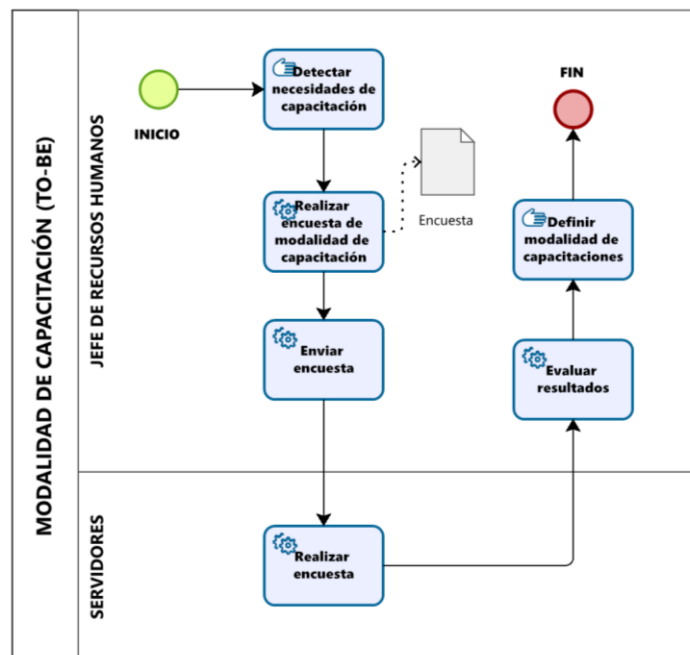 MODALIDAD DE CAPACITACIÓN (TO-BE)
JEFE DE RECURSOS HUMANOS
INICIO
Detectar
necesidades de
capacitación
Realizar
encuesta de
modalidad de
capacitación
Encuesta
Enviar
encuesta
SERVIDORES
Realizar
encuesta
Evaluar
resultados
Definir
modalidad de
capacitaciones
FIN